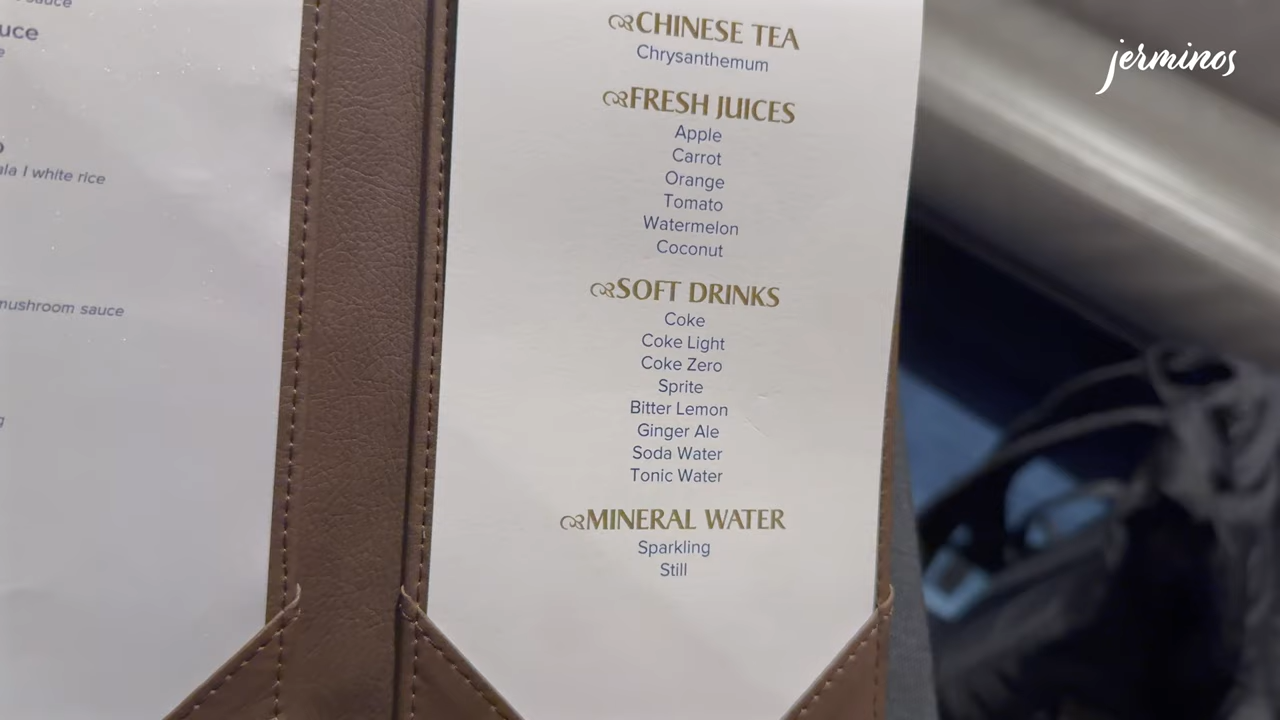 sauce
uce
e
ala I white rice
mushroom sauce
g
CHINESE TEA
Chrysanthemum
FRESH JUICES
Apple
Carrot
Orange
Tomato
Watermelon
Coconut
SOFT DRINKS
Coke
Coke Light
Coke Zero
Sprite
Bitter Lemon
Ginger Ale
Soda Water
Tonic Water
MINERAL WATER
Sparkling
Still
jerminos